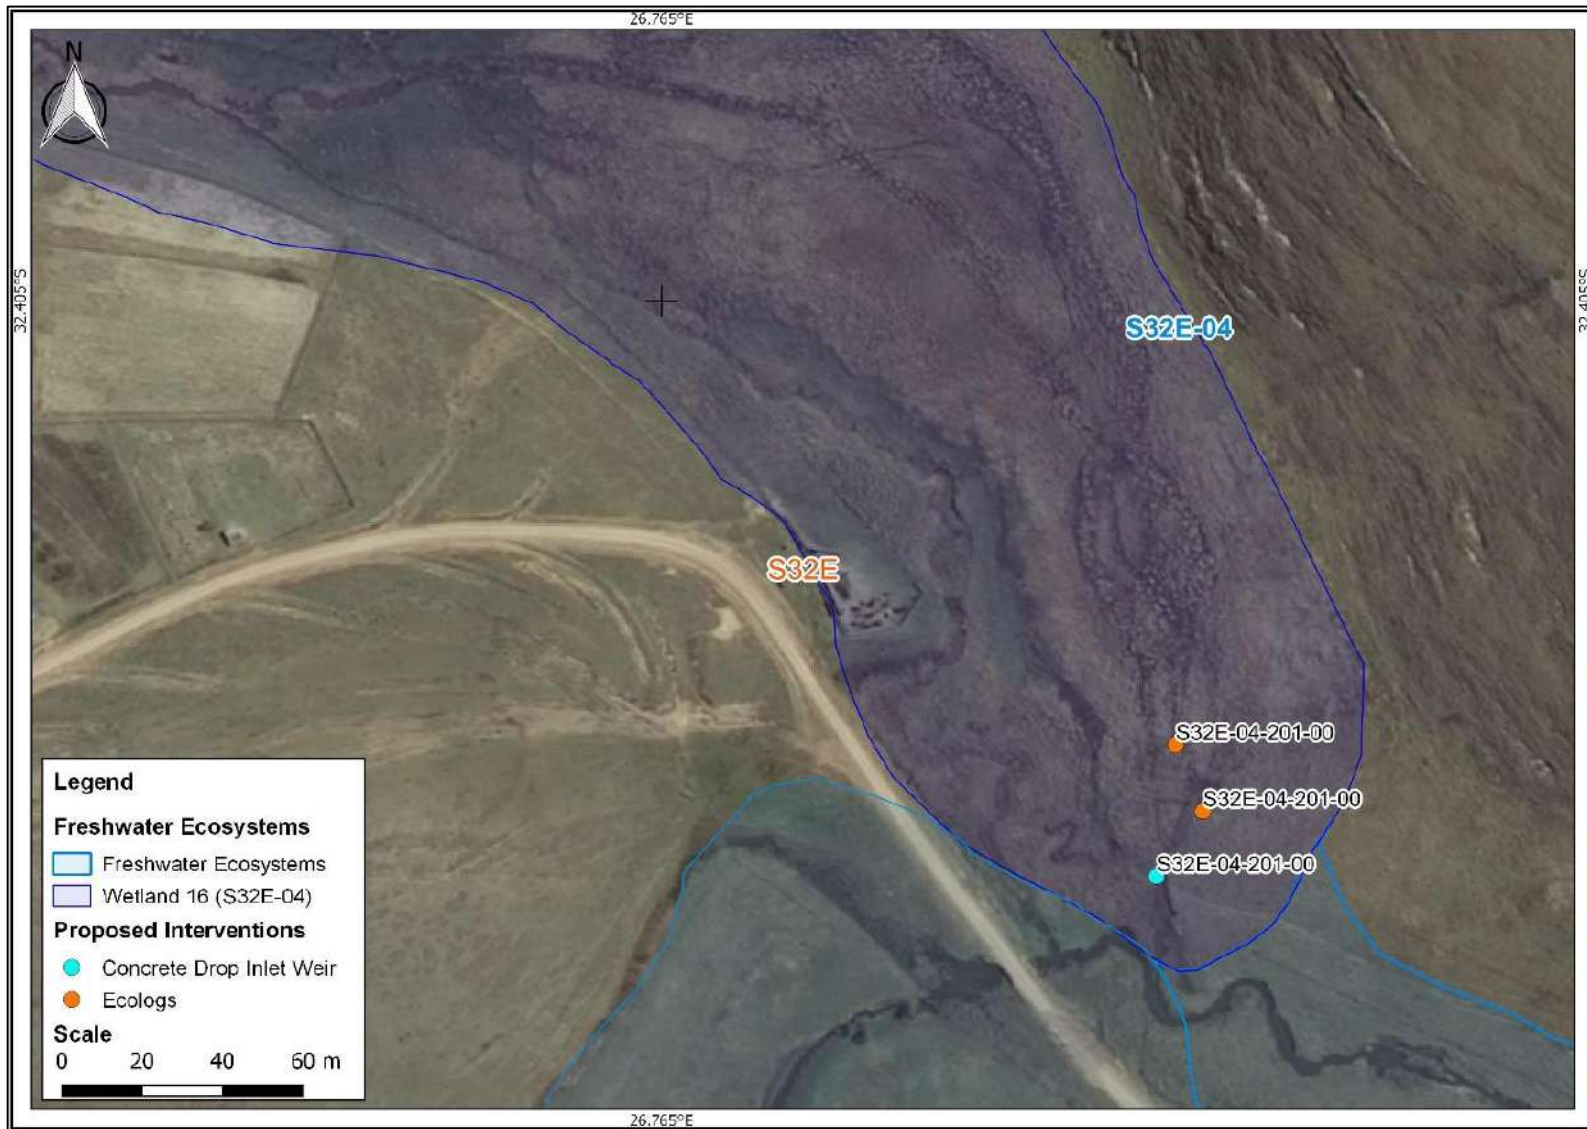 26.765°E
N
32.405°S
32.405°S
S32E-04
S32E
S32E-04-201-00
S32E-04-201-00
S32E-04-201-00
Legend
Freshwater Ecosystems
Freshwater Ecosystems
Wetland 16 (S32E-04)
Proposed Interventions
Concrete Drop Inlet Weir
Ecologs
Scale
0 20 40 60 m
26.765°E